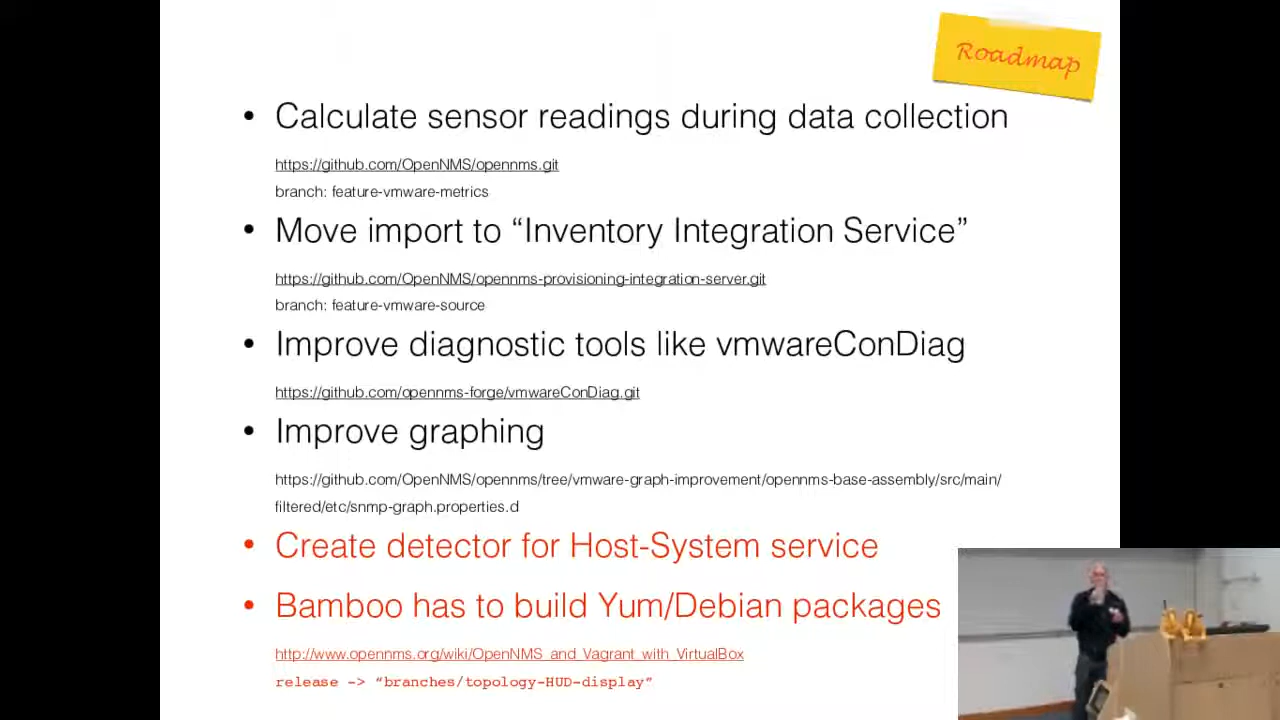 Roadmap
• Calculate sensor readings during data collection
https://github.com/OpenNMS/opennms.git
branch: feature-vmware-metrics
• Move import to “Inventory Integration Service”
https://github.com/OpenNMS/opennms-provisioning-integration-server.git
branch: feature-vmware-source
• Improve diagnostic tools like vmwareConDiag
https://github.com/opennms-forge/vmwareConDiag.git
• Improve graphing
https://github.com/OpenNMS/opennms/tree/vmware-graph-improvement/opennms-base-assembly/src/main/
filtered/etc/snmp-graph.properties.d
• Create detector for Host-System service
• Bamboo has to build Yum/Debian packages
http://www.opennms.org/wiki/OpenNMS_and_Vagrant_with_VirtualBox
release -> “branches/topology-HUD-display”